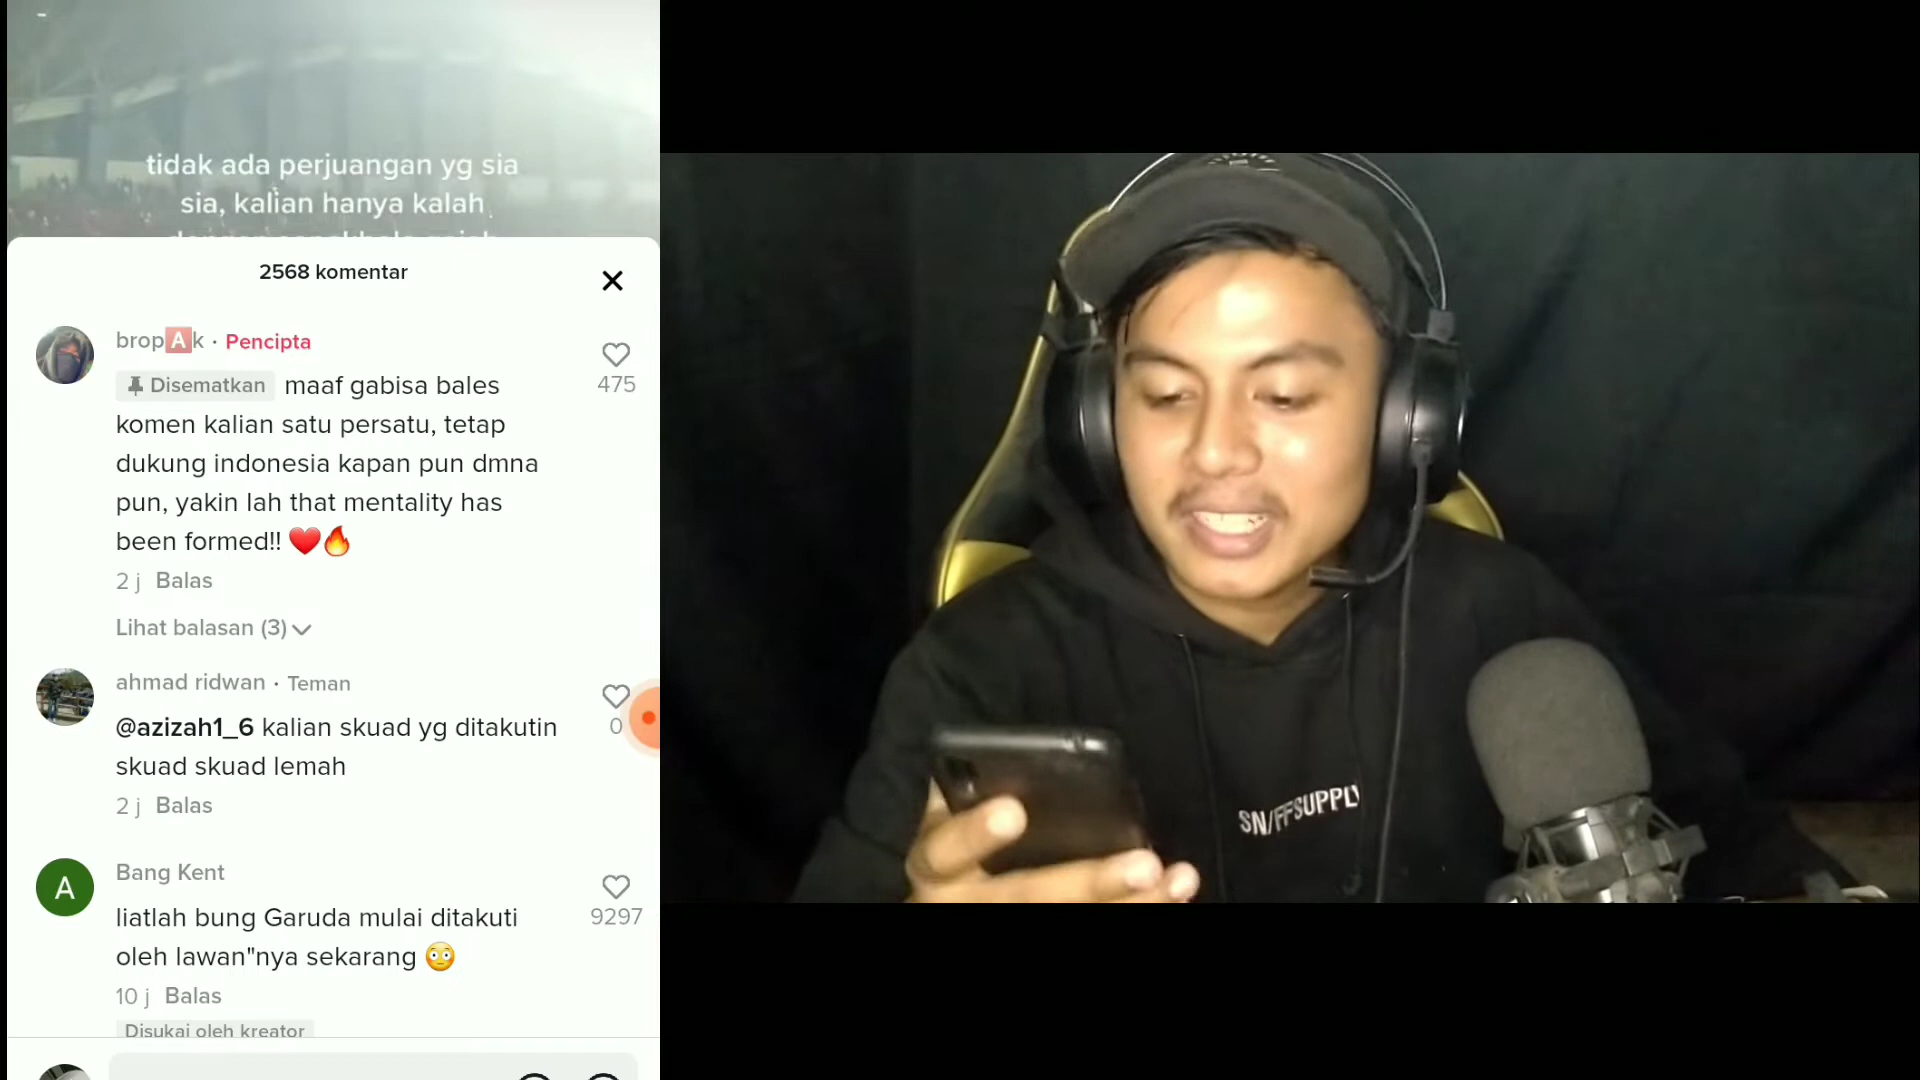 tidak ada perjuangan yg sia
sia, kalian hanya kalah
2568 komentar
brop🅰️k · Pencipta
Disematkan maaf gabisa bales
komen kalian satu persatu, tetap
dukung indonesia kapan pun dmna
pun, yakin lah that mentality has
been formed!! ❤️🔥
475
2 j Balas
Lihat balasan (3)
ahmad ridwan · Teman
@azizah1_6 kalian skuad yg ditakutin
skuad skuad lemah
0
2 j Balas
A
Bang Kent
liatlah bung Garuda mulai ditakuti
oleh lawan"nya sekarang 😳
9297
10 j Balas
Disukai oleh kreator
SN/FFSUPPLY